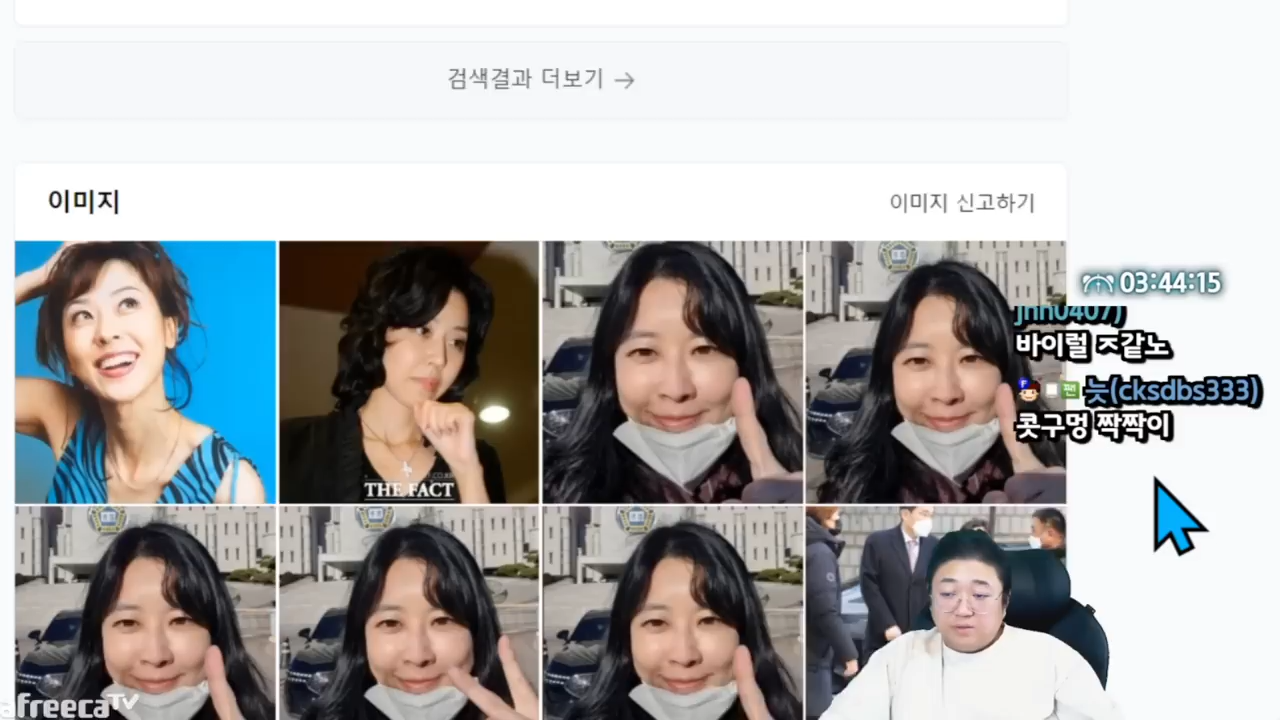 검색결과 더보기 →
이미지
이미지 신고하기
03:44:15
jhh0407)
바이럴 ㅈ같노
늣(cksdbs333)
콧구멍 짝짝이
THE FACT
afreecaTV